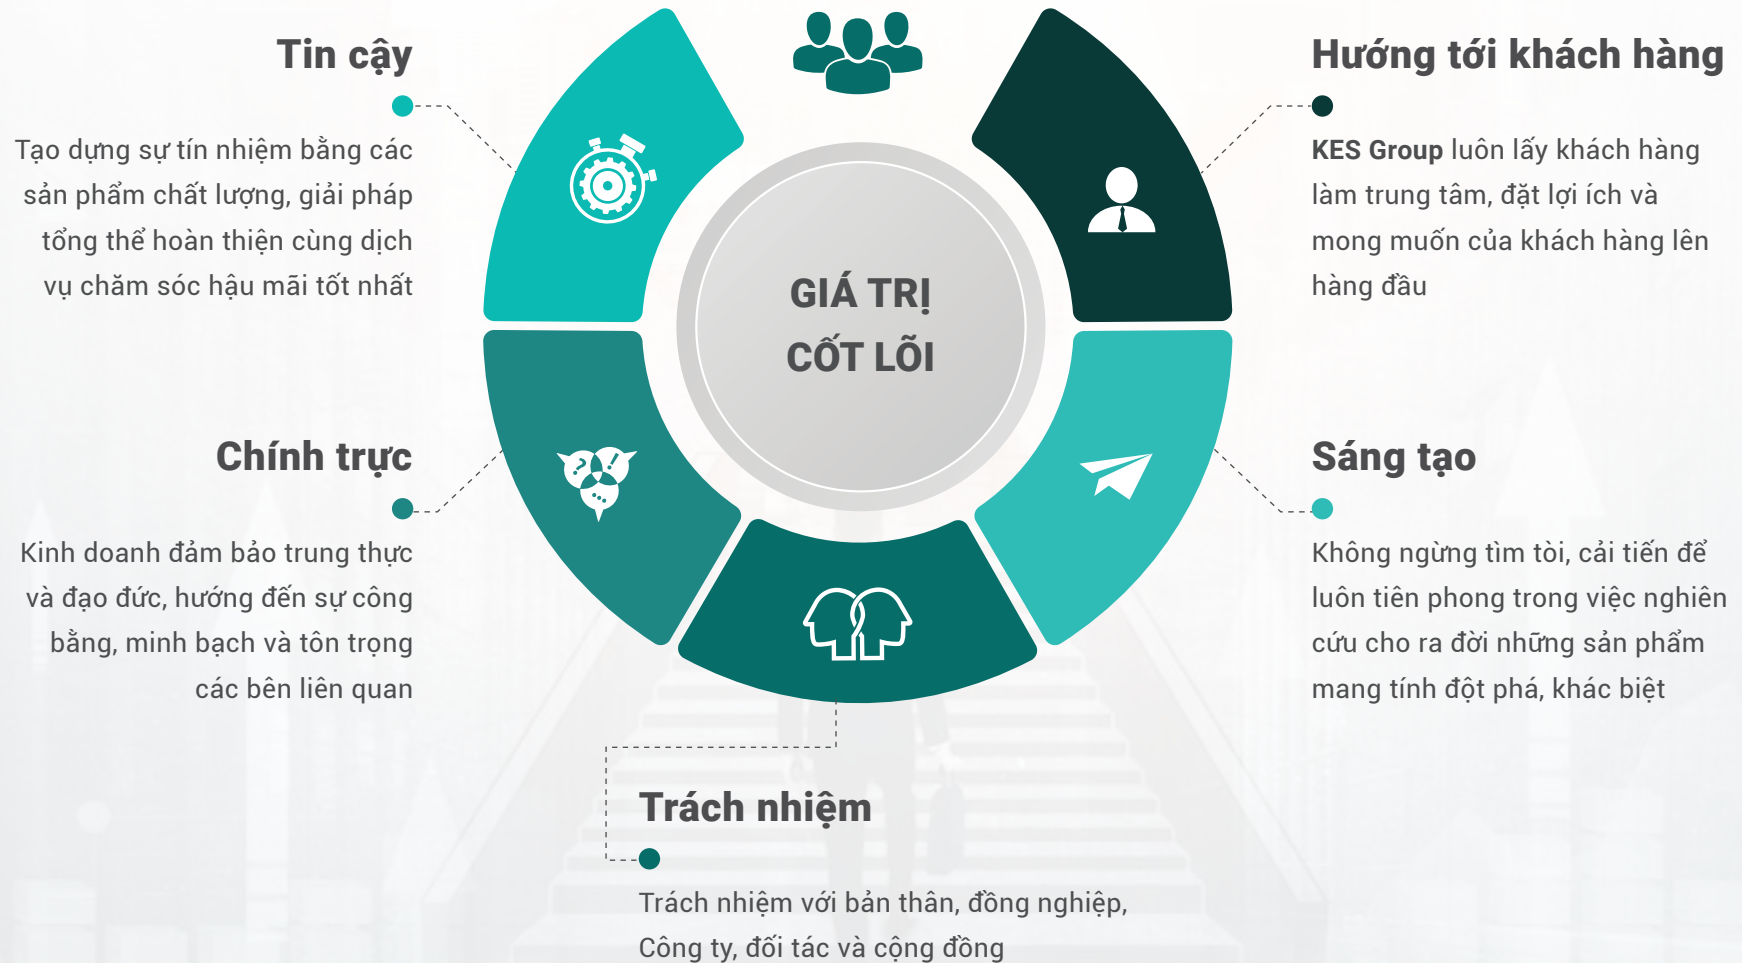 Tin cậy
Tạo dựng sự tín nhiệm bằng các
sản phẩm chất lượng, giải pháp
tổng thể hoàn thiện cùng dịch
vụ chăm sóc hậu mãi tốt nhất
Hướng tới khách hàng
KES Group luôn lấy khách hàng
làm trung tâm, đặt lợi ích và
mong muốn của khách hàng lên
hàng đầu
GIÁ TRỊ
CỐT LÕI
Chính trực
Kinh doanh đảm bảo trung thực
và đạo đức, hướng đến sự công
bằng, minh bạch và tôn trọng
các bên liên quan
Sáng tạo
Không ngừng tìm tòi, cải tiến để
luôn tiên phong trong việc nghiên
cứu cho ra đời những sản phẩm
mang tính đột phá, khác biệt
Trách nhiệm
Trách nhiệm với bản thân, đồng nghiệp,
Công ty, đối tác và cộng đồng